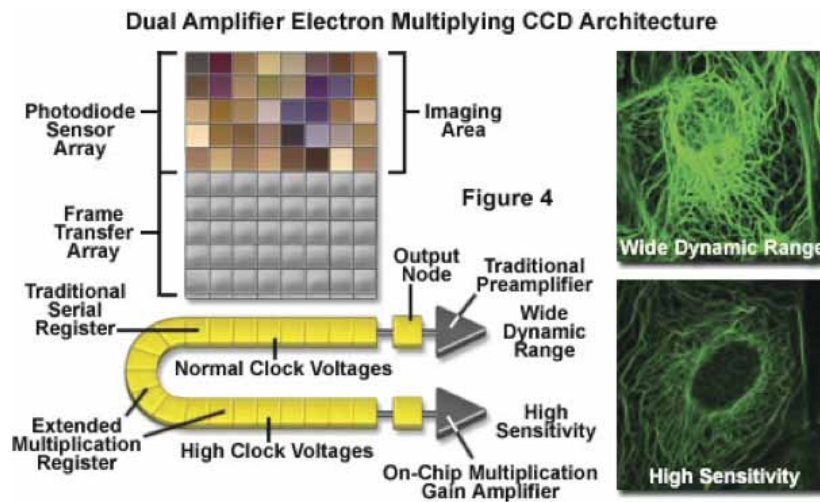 Dual Amplifier Electron Multiplying CCD Architecture
Photodiode
Sensor
Array
Imaging
Area
Frame
Transfer
Array
Figure 4
Wide Dynamic Range
Traditional
Serial
Register
Output
Node
Traditional
Preamplifier
Wide
Dynamic
Range
Normal Clock Voltages
Extended
Multiplication
Register
High Clock Voltages
High
Sensitivity
On-Chip Multiplication
Gain Amplifier
High Sensitivity